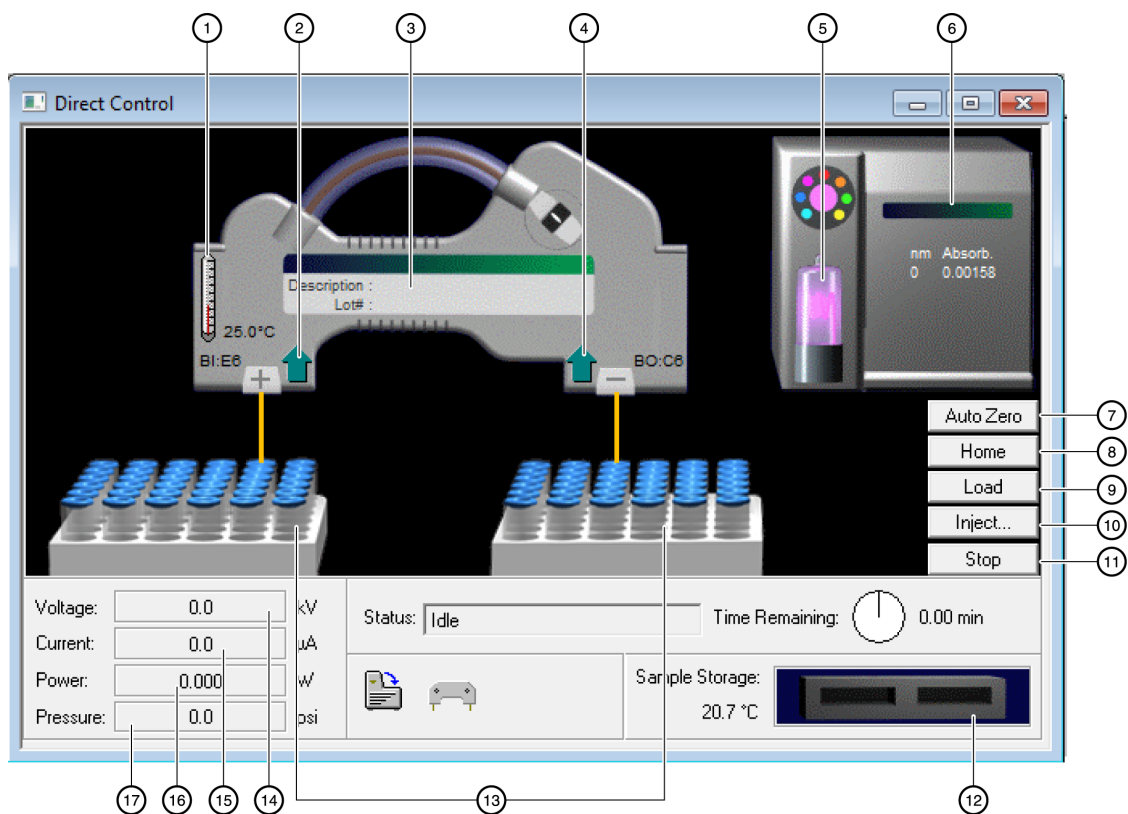 1 2 3 4 5 6
Direct Control
nm Absorb.
0 0.00158
Description :
Lot# :
25.0°C
BI:E6
BO:C6
+
−
Auto Zero 7
Home 8
Load 9
Inject... 10
Stop 11
Voltage: 0.0 kV
Current: 0.0 µA
Power: 0.000 W
Pressure: 0.0 psi
Status: Idle
Time Remaining: 0.00 min
Sample Storage:
20.7 °C
17 16 15 14 13 12